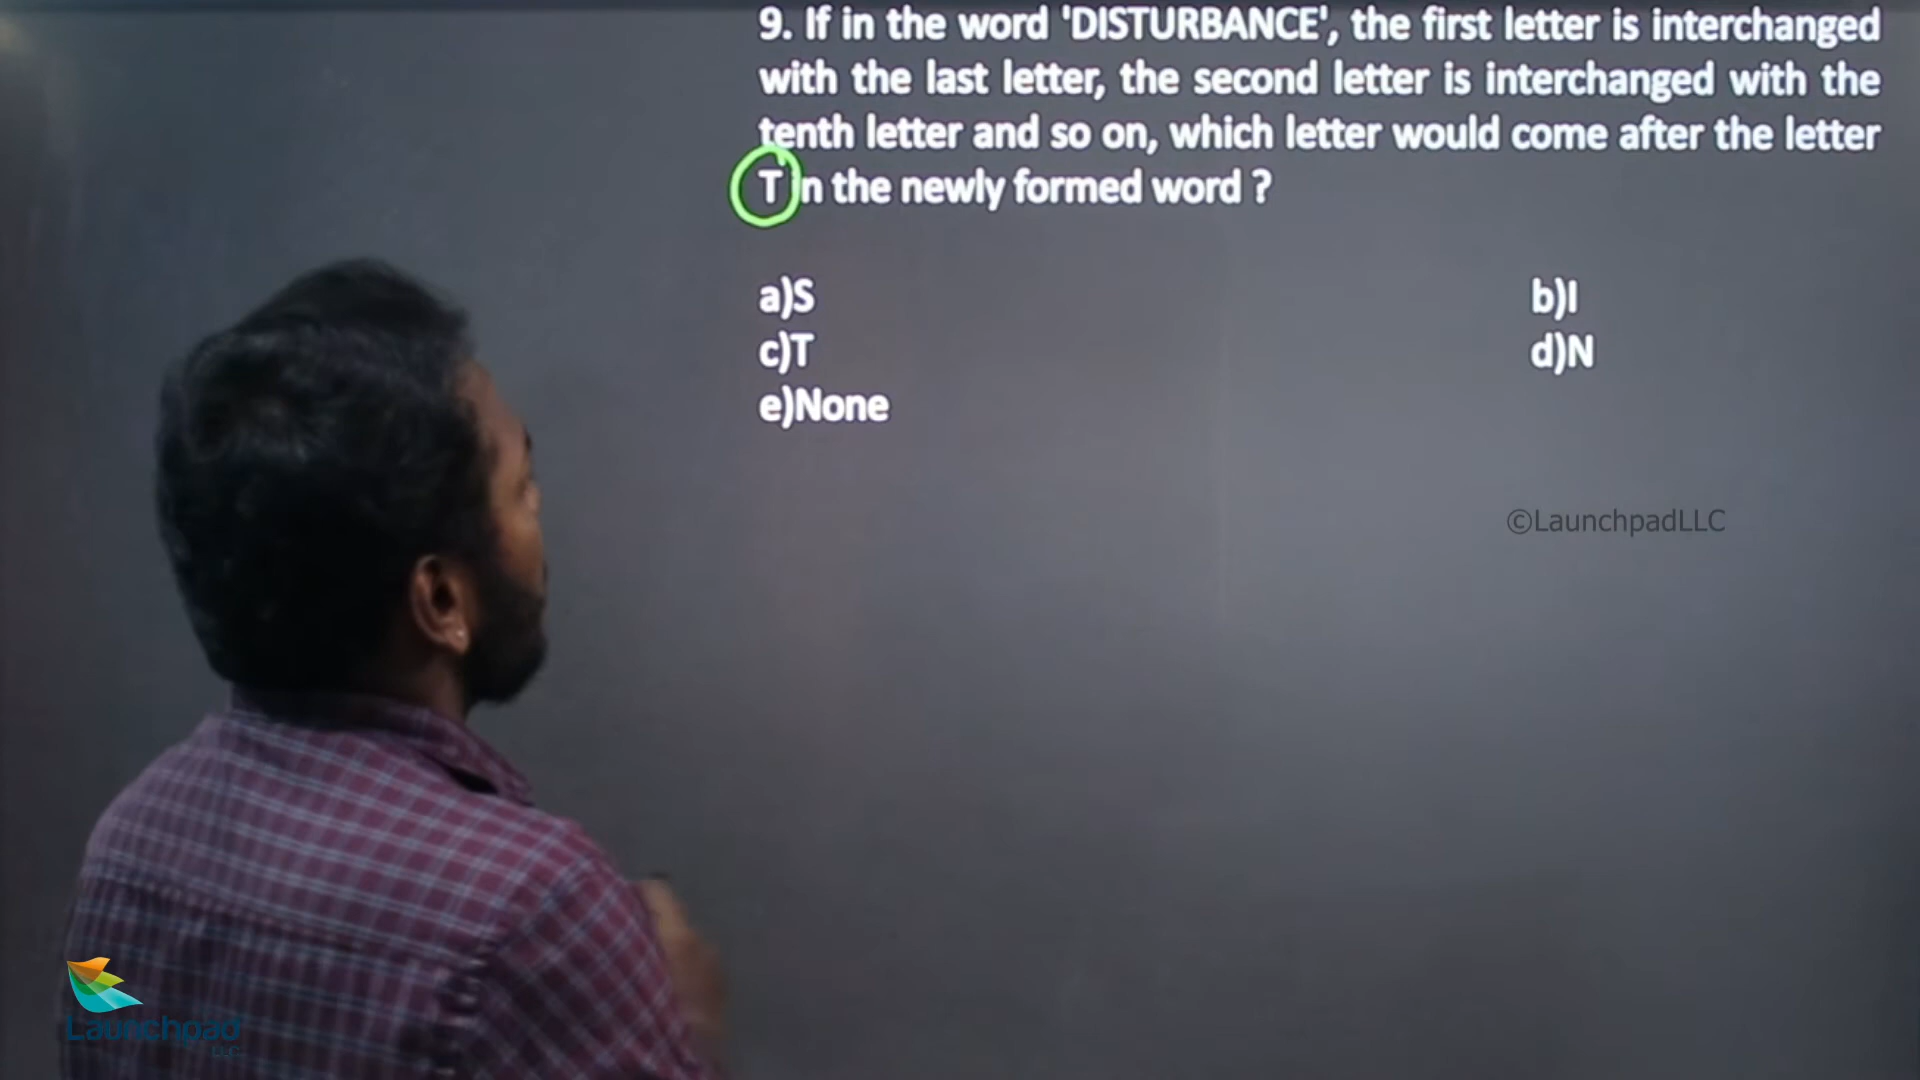 9. If in the word 'DISTURBANCE', the first letter is interchanged
with the last letter, the second letter is interchanged with the
tenth letter and so on, which letter would come after the letter
T in the newly formed word ?
a)S
b)I
c)T
d)N
e)None
©LaunchpadLLC
Launchpad
LLC